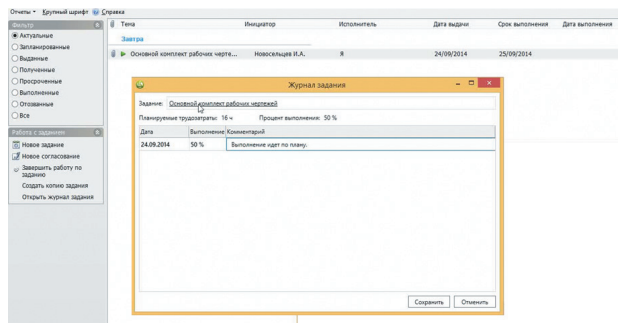 Отчеты Крупный шрифт Справка
Фильтр
Актуальные
Запланированные
Выданные
Полученные
Просроченные
Выполненные
Отозванные
Все
Работа с заданием
Новое задание
Новое согласование
Завершить работу по
заданию
Создать копию задания
Открыть журнал задания
Тема Инициатор Исполнитель Дата выдачи Срок выполнения Дата выполнения
Завтра
Основной комплект рабочих черте... Новосельцев И.А. Я 24/09/2014 25/09/2014
Журнал задания
Задание: Основной комплект рабочих чертежей
Планируемые трудозатраты: 16 ч Процент выполнения: 50 %
Дата Выполнение Комментарий
24.09.2014 50 % Выполнение идет по плану.
Сохранить Отменить